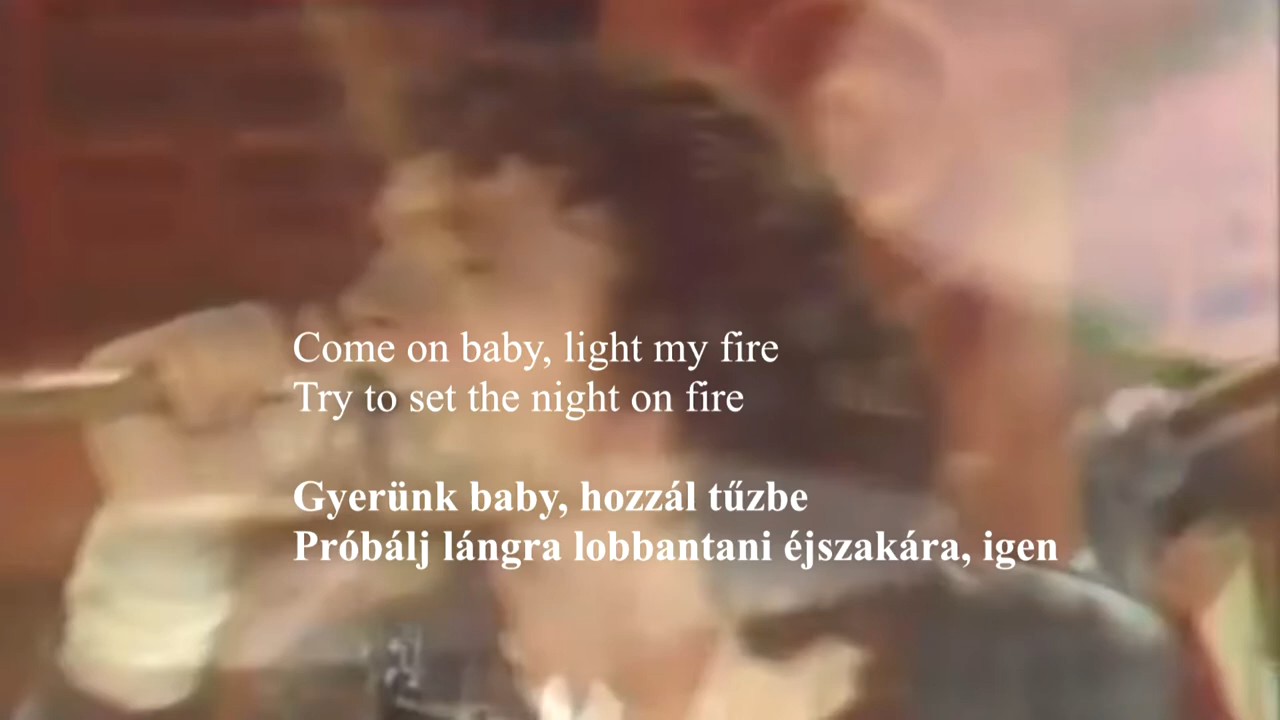 Come on baby, light my fire
Try to set the night on fire
Gyerünk baby, hozzál tűzbe
Próbálj lángra lobbantani éjszakára, igen